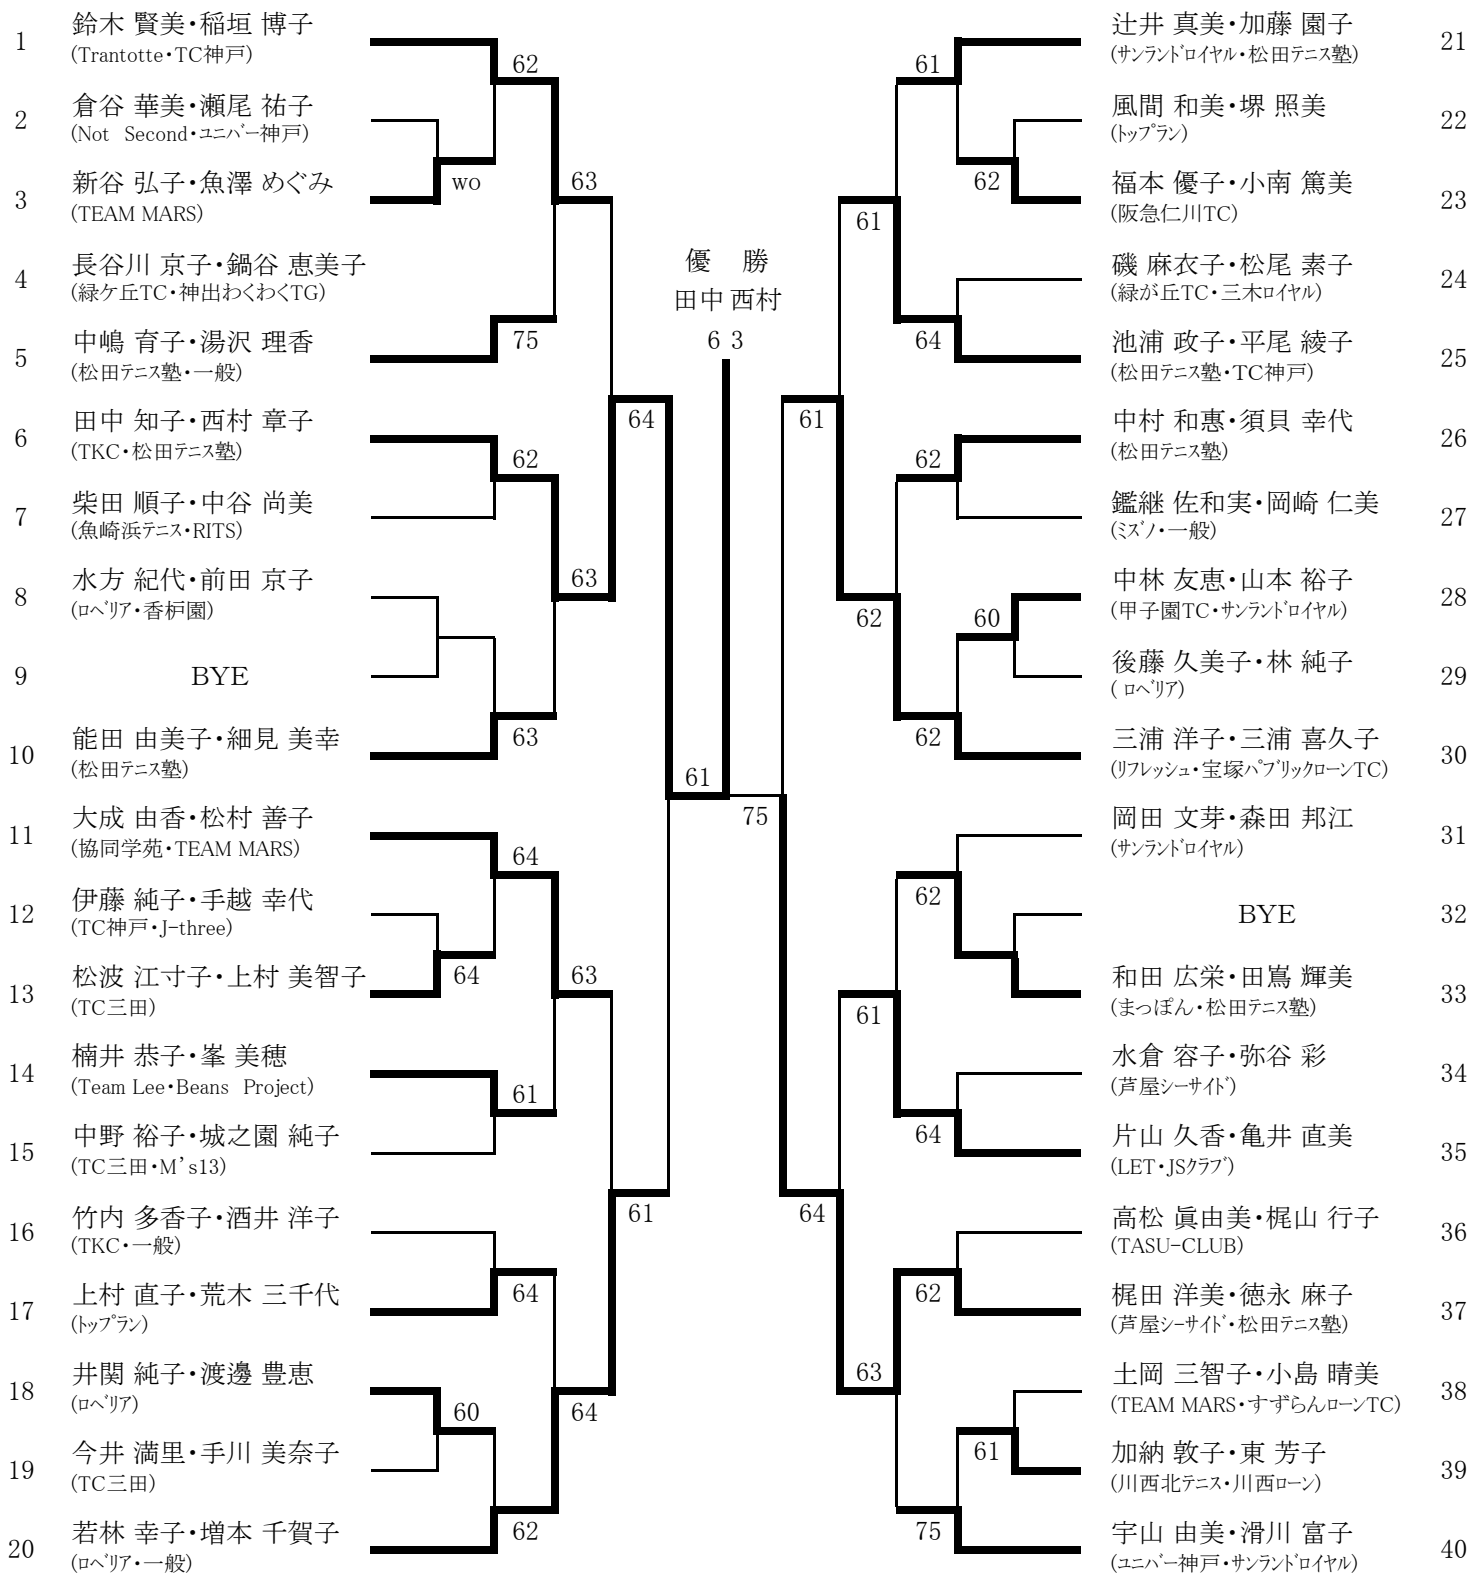 1 鈴木 賢美・稲垣 博子
(Trantotte・TC神戸)
2 倉谷 華美・瀬尾 祐子
(Not Second・ユニバー神戸)
3 新谷 弘子・魚澤 めぐみ
(TEAM MARS)
4 長谷川 京子・鍋谷 恵美子
(緑ケ丘TC・神出わくわくTG)
5 中嶋 育子・湯沢 理香
(松田テニス塾・一般)
6 田中 知子・西村 章子
(TKC・松田テニス塾)
7 柴田 順子・中谷 尚美
(魚崎浜テニス・RITS)
8 水方 紀代・前田 京子
(ロベリア・香枦園)
9 BYE
10 能田 由美子・細見 美幸
(松田テニス塾)
11 大成 由香・松村 善子
(協同学苑・TEAM MARS)
12 伊藤 純子・手越 幸代
(TC神戸・J-three)
13 松波 江寸子・上村 美智子
(TC三田)
14 楠井 恭子・峯 美穂
(Team Lee・Beans Project)
15 中野 裕子・城之園 純子
(TC三田・M's13)
16 竹内 多香子・酒井 洋子
(TKC・一般)
17 上村 直子・荒木 三千代
(トップラン)
18 井関 純子・渡邊 豊恵
(ロベリア)
19 今井 満里・手川 美奈子
(TC三田)
20 若林 幸子・増本 千賀子
(ロベリア・一般)
62
wo
75
62
63
64
64
61
64
60
62
63
63
63
64
64
61
61
優 勝
田中 西村
6 3
75
61
64
61
62
61
63
61
62
64
62
60
62
62
64
62
61
75
辻井 真美・加藤 園子 21
(サンランドロイヤル・松田テニス塾)
風間 和美・堺 照美 22
(トップラン)
福本 優子・小南 篤美 23
(阪急仁川TC)
磯 麻衣子・松尾 素子 24
(緑が丘TC・三木ロイヤル)
池浦 政子・平尾 綾子 25
(松田テニス塾・TC神戸)
中村 和惠・須貝 幸代 26
(松田テニス塾)
鑑継 佐和実・岡崎 仁美 27
(ミズノ・一般)
中林 友恵・山本 裕子 28
(甲子園TC・サンランドロイヤル)
後藤 久美子・林 純子 29
( ロベリア)
三浦 洋子・三浦 喜久子 30
(リフレッシュ・宝塚パブリックローンTC)
岡田 文芽・森田 邦江 31
(サンランドロイヤル)
BYE 32
和田 広栄・田嶌 輝美 33
(まっぽん・松田テニス塾)
水倉 容子・弥谷 彩 34
(芦屋シーサイド)
片山 久香・亀井 直美 35
(LET・JSクラブ)
高松 眞由美・梶山 行子 36
(TASU-CLUB)
梶田 洋美・徳永 麻子 37
(芦屋シーサイド・松田テニス塾)
土岡 三智子・小島 晴美 38
(TEAM MARS・すずらんローンTC)
加納 敦子・東 芳子 39
(川西北テニス・川西ローン)
宇山 由美・滑川 富子 40
(ユニバー神戸・サンランドロイヤル)